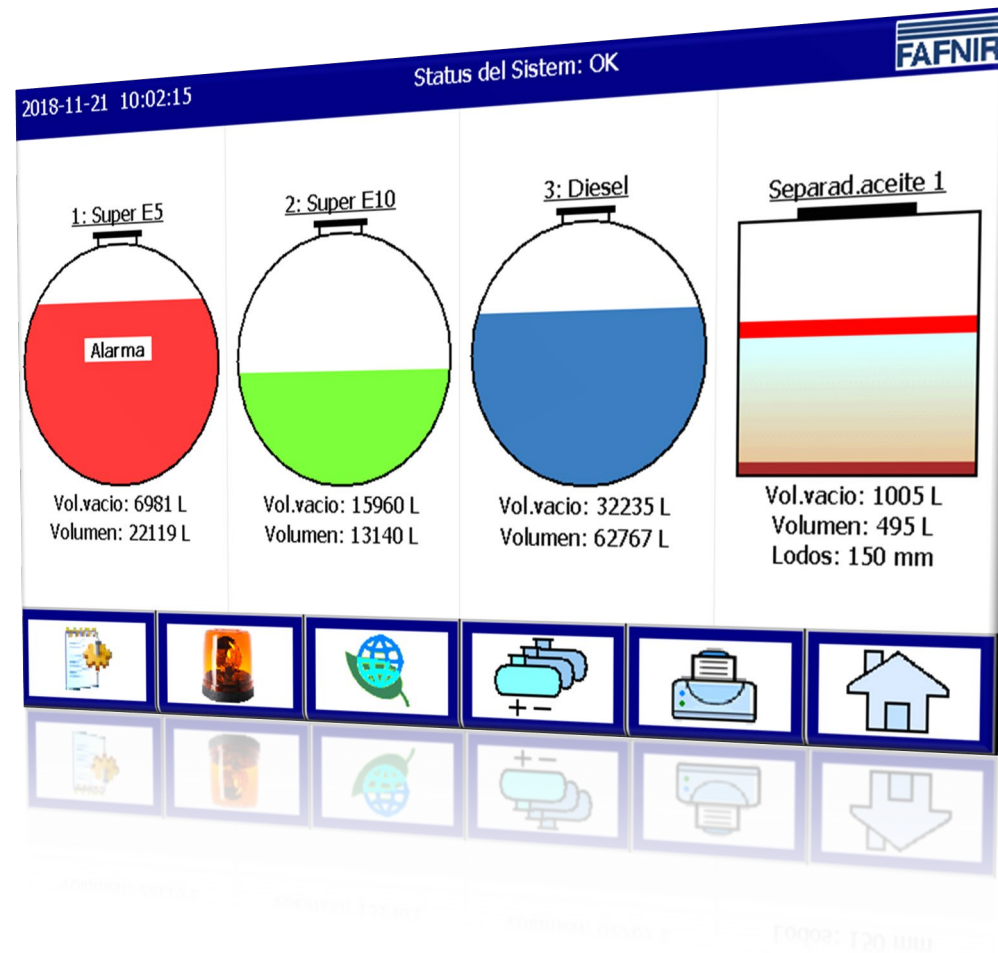 2018-11-21 10:02:15
Status del Sistem: OK
FAFNIR
1: Super E5
Alarma
Vol.vacio: 6981 L
Volumen: 22119 L
2: Super E10
Vol.vacio: 15960 L
Volumen: 13140 L
3: Diesel
Vol.vacio: 32235 L
Volumen: 62767 L
Separad.aceite 1
Vol.vacio: 1005 L
Volumen: 495 L
Lodos: 150 mm